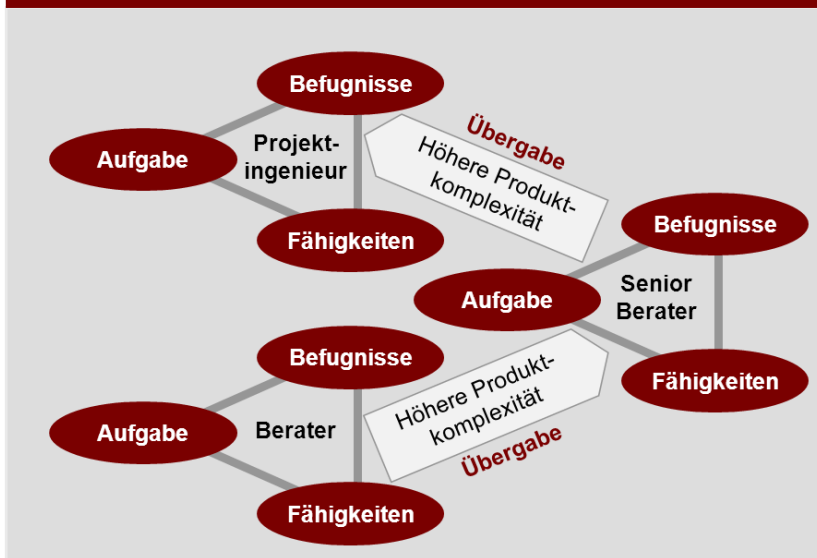 Befugnisse
Aufgabe
Projekt-
ingenieur
Fähigkeiten
Übergabe
Höhere Produkt-
komplexität
Befugnisse
Aufgabe
Senior
Berater
Fähigkeiten
Befugnisse
Aufgabe
Berater
Fähigkeiten
Höhere Produkt-
komplexität
Übergabe